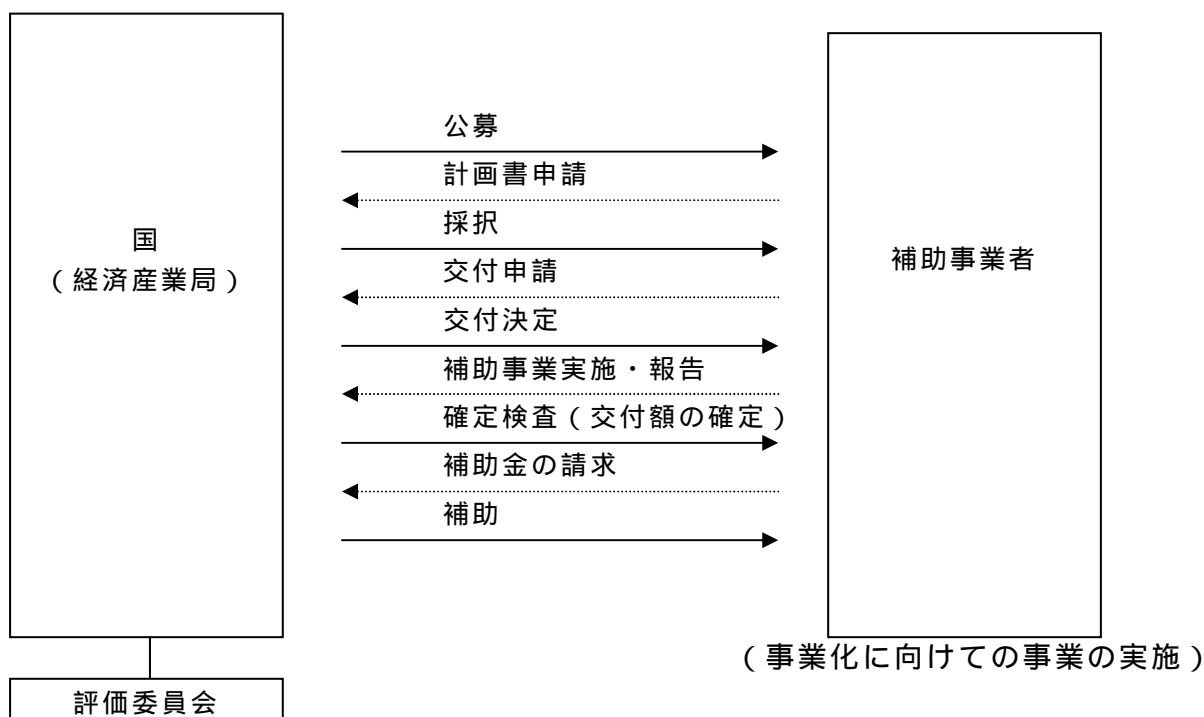 国
（経済産業局）
公募
計画書申請
採択
交付申請
交付決定
補助事業実施・報告
確定検査（交付額の確定）
補助金の請求
補助
補助事業者
（事業化に向けての事業の実施）
評価委員会